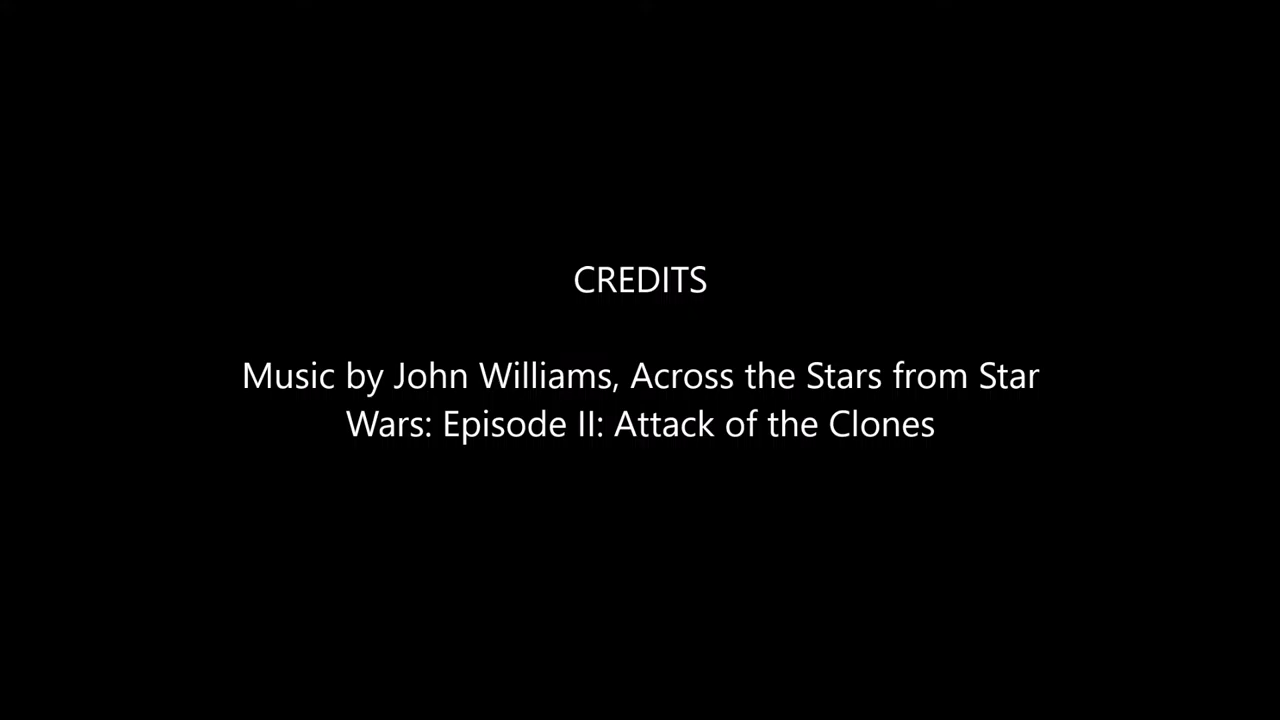 CREDITS
Music by John Williams, Across the Stars from Star
Wars: Episode II: Attack of the Clones